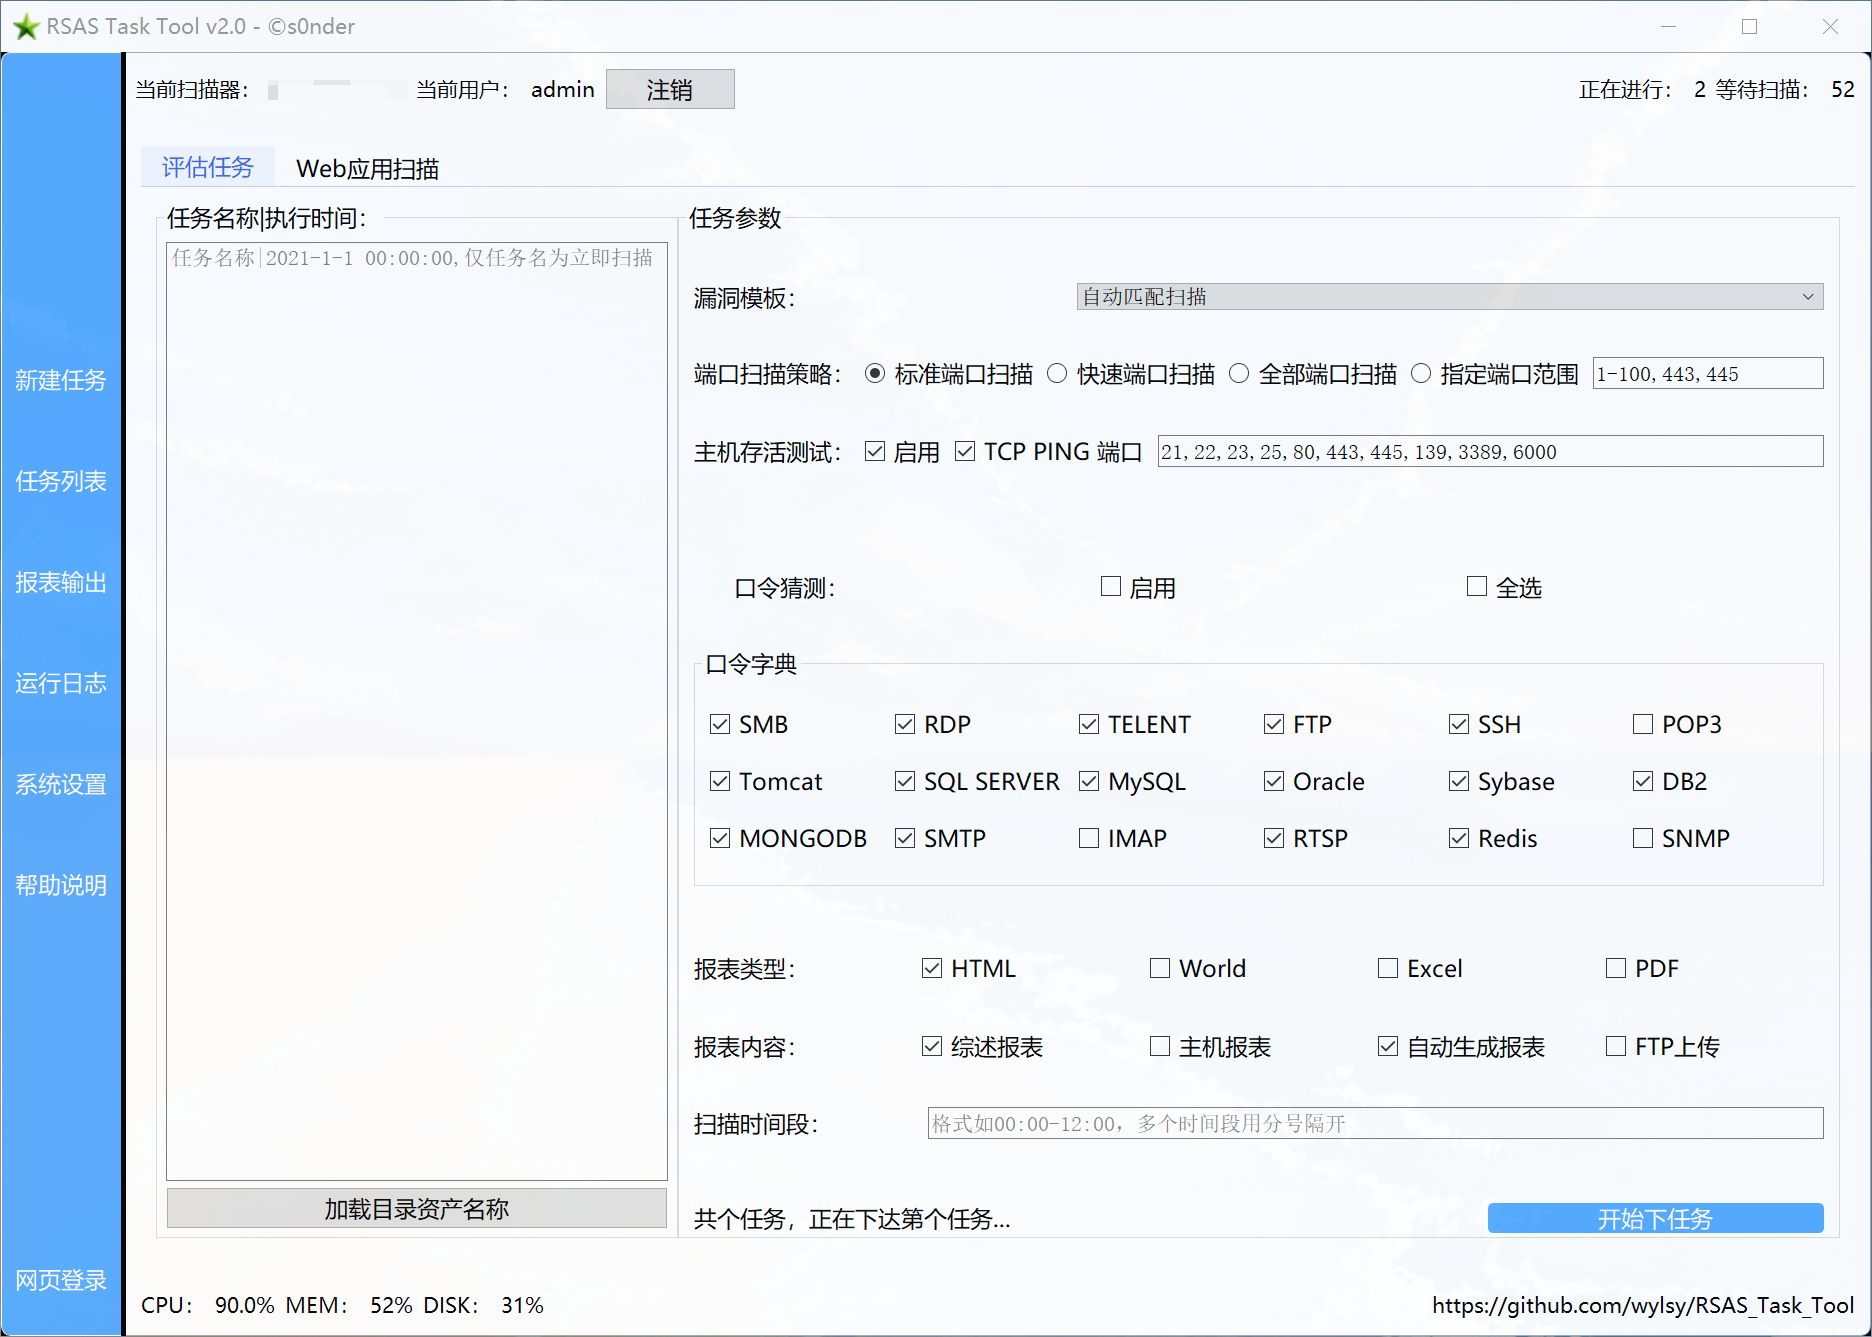 RSAS Task Tool v2.0 - ©s0nder
当前扫描器： 当前用户： admin 注销 正在进行： 2 等待扫描： 52
评估任务 Web应用扫描
任务名称|执行时间：
任务名称|2021-1-1 00:00:00,仅任务名为立即扫描
加载目录资产名称
新建任务
任务列表
报表输出
运行日志
系统设置
帮助说明
网页登录
任务参数
漏洞模板： 自动匹配扫描
端口扫描策略： 标准端口扫描 快速端口扫描 全部端口扫描 指定端口范围 1-100,443,445
主机存活测试： 启用 TCP PING 端口 21,22,23,25,80,443,445,139,3389,6000
口令猜测： 启用 全选
口令字典
SMB RDP TELENT FTP SSH POP3
Tomcat SQL SERVER MySQL Oracle Sybase DB2
MONGODB SMTP IMAP RTSP Redis SNMP
报表类型： HTML World Excel PDF
报表内容： 综述报表 主机报表 自动生成报表 FTP上传
扫描时间段： 格式如00:00-12:00，多个时间段用分号隔开
共个任务，正在下达第个任务... 开始下任务
CPU： 90.0% MEM： 52% DISK： 31% https://github.com/wylsy/RSAS_Task_Tool